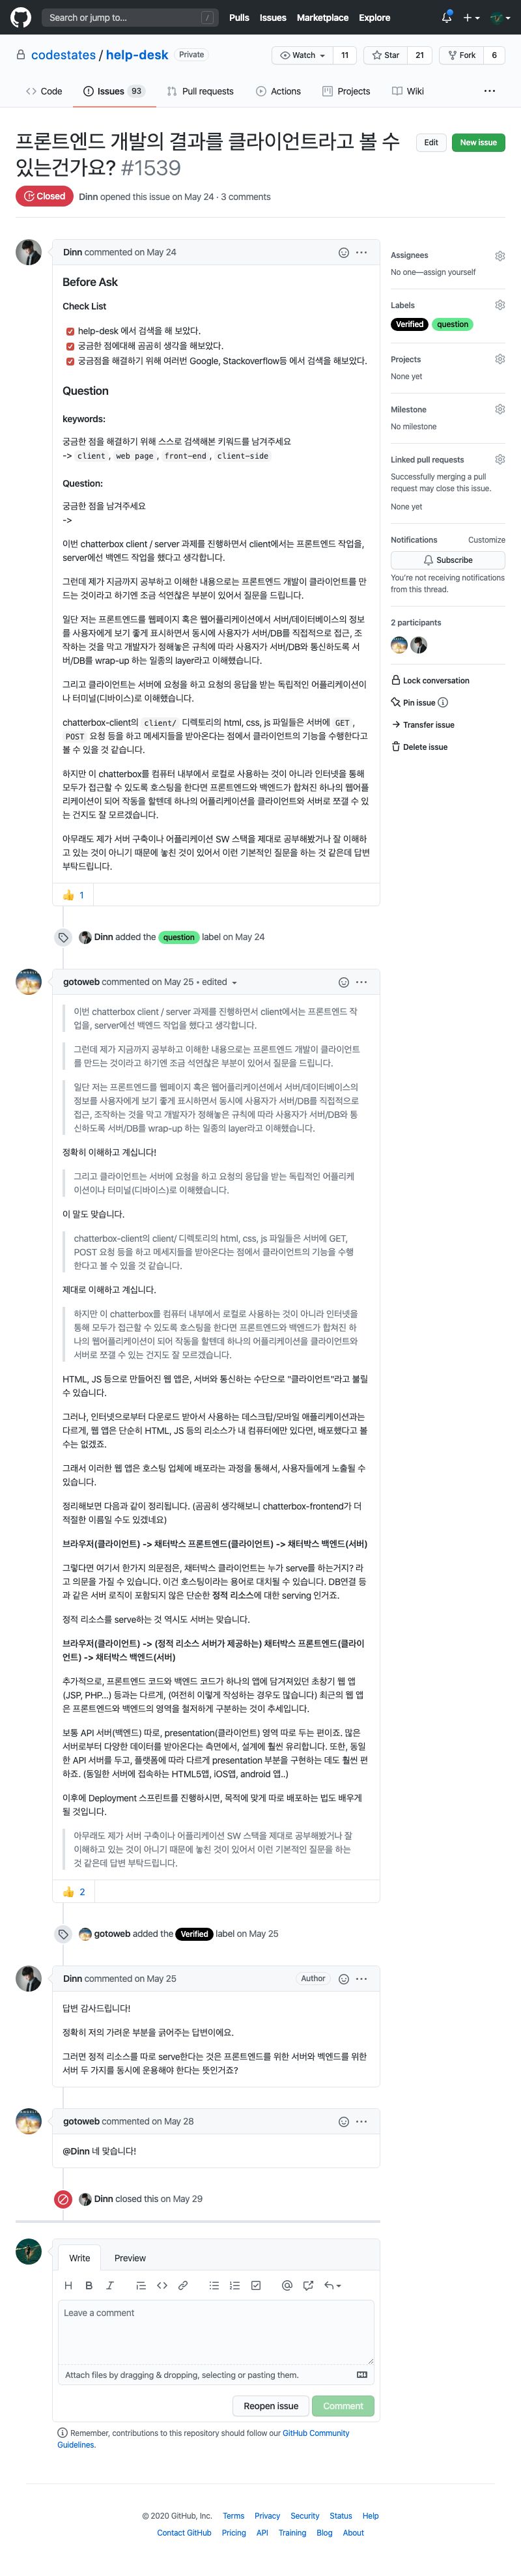 Search or jump to...
/
Pulls Issues Marketplace Explore
codestates / help-desk Private
Watch 11 Star 21 Fork 6
Code Issues 93 Pull requests Actions Projects Wiki
프론트엔드 개발의 결과를 클라이언트라고 볼 수
있는건가요? #1539
Edit New issue
Closed Dinn opened this issue on May 24 · 3 comments
Dinn commented on May 24
Before Ask
Check List
help-desk 에서 검색을 해 보았다.
궁금한 점에대해 곰곰히 생각을 해보았다.
궁금점을 해결하기 위해 여러번 Google, Stackoverflow등 에서 검색을 해보았다.
Question
keywords:
궁금한 점을 해결하기 위해 스스로 검색해본 키워드를 남겨주세요
-> client , web page , front-end , client-side
Question:
궁금한 점을 남겨주세요
->
이번 chatterbox client / server 과제를 진행하면서 client에서는 프론트엔드 작업을,
server에선 백엔드 작업을 했다고 생각합니다.
그런데 제가 지금까지 공부하고 이해한 내용으로는 프론트엔드 개발이 클라이언트를 만
드는 것이라고 하기엔 조금 석연찮은 부분이 있어서 질문을 드립니다.
일단 저는 프론트엔드를 웹페이지 혹은 웹어플리케이션에서 서버/데이터베이스의 정보
를 사용자에게 보기 좋게 표시하면서 동시에 사용자가 서버/DB를 직접적으로 접근, 조
작하는 것을 막고 개발자가 정해놓은 규칙에 따라 사용자가 서버/DB와 통신하도록 서
버/DB를 wrap-up 하는 일종의 layer라고 이해했습니다.
그리고 클라이언트는 서버에 요청을 하고 요청의 응답을 받는 독립적인 어플리케이션이
나 터미널(디바이스)로 이해했습니다.
chatterbox-client의 client/ 디렉토리의 html, css, js 파일들은 서버에 GET ,
POST 요청 등을 하고 메세지들을 받아온다는 점에서 클라이언트의 기능을 수행한다고
볼 수 있을 것 같습니다.
하지만 이 chatterbox를 컴퓨터 내부에서 로컬로 사용하는 것이 아니라 인터넷을 통해
모두가 접근할 수 있도록 호스팅을 한다면 프론트엔드와 백엔드가 합쳐진 하나의 웹어플
리케이션이 되어 작동을 할텐데 하나의 어플리케이션을 클라이언트와 서버로 쪼갤 수 있
는 건지도 잘 모르겠습니다.
아무래도 제가 서버 구축이나 어플리케이션 SW 스택을 제대로 공부해봤거나 잘 이해하
고 있는 것이 아니기 때문에 놓친 것이 있어서 이런 기본적인 질문을 하는 것 같은데 답변
부탁드립니다.
1
Dinn added the question label on May 24
gotoweb commented on May 25 • edited
이번 chatterbox client / server 과제를 진행하면서 client에서는 프론트엔드 작
업을, server에선 백엔드 작업을 했다고 생각합니다.
그런데 제가 지금까지 공부하고 이해한 내용으로는 프론트엔드 개발이 클라이언트
를 만드는 것이라고 하기엔 조금 석연찮은 부분이 있어서 질문을 드립니다.
일단 저는 프론트엔드를 웹페이지 혹은 웹어플리케이션에서 서버/데이터베이스의
정보를 사용자에게 보기 좋게 표시하면서 동시에 사용자가 서버/DB를 직접적으로
접근, 조작하는 것을 막고 개발자가 정해놓은 규칙에 따라 사용자가 서버/DB와 통
신하도록 서버/DB를 wrap-up 하는 일종의 layer라고 이해했습니다.
정확히 이해하고 계십니다!
그리고 클라이언트는 서버에 요청을 하고 요청의 응답을 받는 독립적인 어플리케
이션이나 터미널(디바이스)로 이해했습니다.
이 말도 맞습니다.
chatterbox-client의 client/ 디렉토리의 html, css, js 파일들은 서버에 GET,
POST 요청 등을 하고 메세지들을 받아온다는 점에서 클라이언트의 기능을 수행
한다고 볼 수 있을 것 같습니다.
제대로 이해하고 계십니다.
하지만 이 chatterbox를 컴퓨터 내부에서 로컬로 사용하는 것이 아니라 인터넷을
통해 모두가 접근할 수 있도록 호스팅을 한다면 프론트엔드와 백엔드가 합쳐진 하
나의 웹어플리케이션이 되어 작동을 할텐데 하나의 어플리케이션을 클라이언트와
서버로 쪼갤 수 있는 건지도 잘 모르겠습니다.
HTML, JS 등으로 만들어진 웹 앱은, 서버와 통신하는 수단으로 "클라이언트"라고 불릴
수 있습니다.
그러나, 인터넷으로부터 다운로드 받아서 사용하는 데스크탑/모바일 애플리케이션과는
다르게, 웹 앱은 단순히 HTML, JS 등의 리소스가 내 컴퓨터에만 있다면, 배포했다고 볼
수는 없겠죠.
그래서 이러한 웹 앱은 호스팅 업체에 배포라는 과정을 통해서, 사용자들에게 노출될 수
있습니다.
정리해보면 다음과 같이 정리됩니다. (곰곰히 생각해보니 chatterbox-frontend가 더
적절한 이름일 수도 있겠네요)
브라우저(클라이언트) -> 채터박스 프론트엔드(클라이언트) -> 채터박스 백엔드(서버)
그렇다면 여기서 한가지 의문점은, 채터박스 클라이언트는 누가 serve를 하는거지? 라
고 의문을 가질 수 있습니다. 이건 호스팅이라는 용어로 대치될 수 있습니다. DB연결 등
과 같은 서버 로직이 포함되지 않은 단순한 정적 리소스에 대한 serving 인거죠.
정적 리소스를 serve하는 것 역시도 서버는 맞습니다.
브라우저(클라이언트) -> (정적 리소스 서버가 제공하는) 채터박스 프론트엔드(클라이
언트) -> 채터박스 백엔드(서버)
추가적으로, 프론트엔드 코드와 백엔드 코드가 하나의 앱에 담겨져있던 초창기 웹 앱
(JSP, PHP...) 등과는 다르게, (여전히 이렇게 작성하는 경우도 많습니다) 최근의 웹 앱
은 프론트엔드와 백엔드의 영역을 철저하게 구분하는 것이 추세입니다.
보통 API 서버(백엔드) 따로, presentation(클라이언트) 영역 따로 두는 편이죠. 많은
서버로부터 다양한 데이터를 받아온다는 측면에서, 설계에 훨씬 유리합니다. 또한, 동일
한 API 서버를 두고, 플랫폼에 따라 다르게 presentation 부분을 구현하는 데도 훨씬 편
하죠. (동일한 서버에 접속하는 HTML5앱, iOS앱, android 앱..)
이후에 Deployment 스프린트를 진행하시면, 목적에 맞게 따로 배포하는 법도 배우게
될 것입니다.
아무래도 제가 서버 구축이나 어플리케이션 SW 스택을 제대로 공부해봤거나 잘
이해하고 있는 것이 아니기 때문에 놓친 것이 있어서 이런 기본적인 질문을 하는
것 같은데 답변 부탁드립니다.
2
gotoweb added the Verified label on May 25
Dinn commented on May 25 Author
답변 감사드립니다!
정확히 저의 가려운 부분을 긁어주는 답변이에요.
그러면 정적 리소스를 따로 serve한다는 것은 프론트엔드를 위한 서버와 벡엔드를 위한
서버 두 가지를 동시에 운용해야 한다는 뜻인거죠?
gotoweb commented on May 28
@Dinn 네 맞습니다!
Dinn closed this on May 29
Write Preview
Leave a comment
Attach files by dragging & dropping, selecting or pasting them.
Reopen issue Comment
Remember, contributions to this repository should follow our GitHub Community
Guidelines.
Assignees
No one—assign yourself
Labels
Verified question
Projects
None yet
Milestone
No milestone
Linked pull requests
Successfully merging a pull
request may close this issue.
None yet
Notifications Customize
Subscribe
You're not receiving notifications
from this thread.
2 participants
Lock conversation
Pin issue
Transfer issue
Delete issue
© 2020 GitHub, Inc. Terms Privacy Security Status Help
Contact GitHub Pricing API Training Blog About